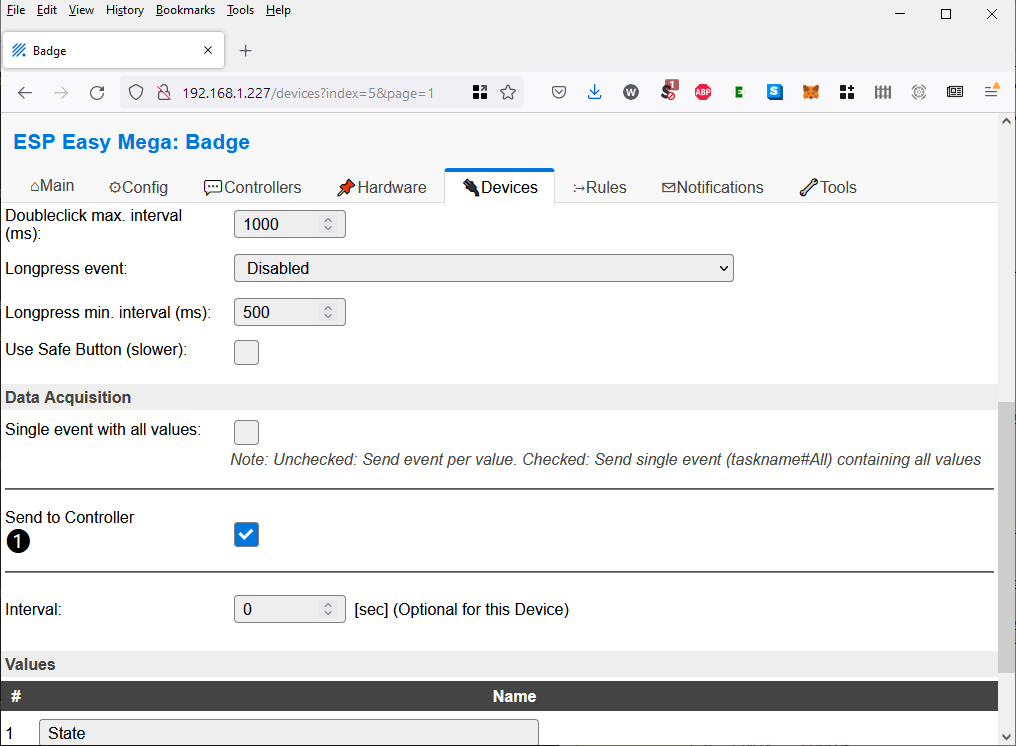 File Edit View History Bookmarks Tools Help
Badge
192.168.1.227/devices?index=5&page=1
W
1
ABP
E
S
ESP Easy Mega: Badge
Main Config Controllers Hardware Devices Rules Notifications Tools
Doubleclick max. interval
(ms):
1000
Longpress event:
Disabled
Longpress min. interval (ms):
500
Use Safe Button (slower):
Data Acquisition
Single event with all values:
Note: Unchecked: Send event per value. Checked: Send single event (taskname#All) containing all values
Send to Controller
1
Interval:
0
[sec] (Optional for this Device)
Values
# Name
1 State